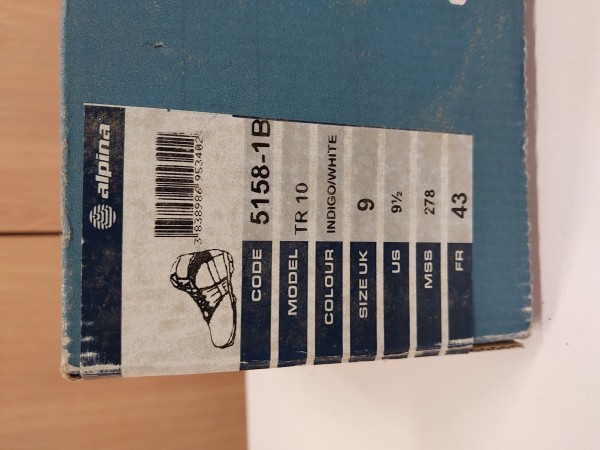 alpina
3 838986 953402
CODE 5158-1B
MODEL TR 10
COLOUR INDIGO/WHITE
SIZE UK 9
US 9½
MSS 278
FR 43